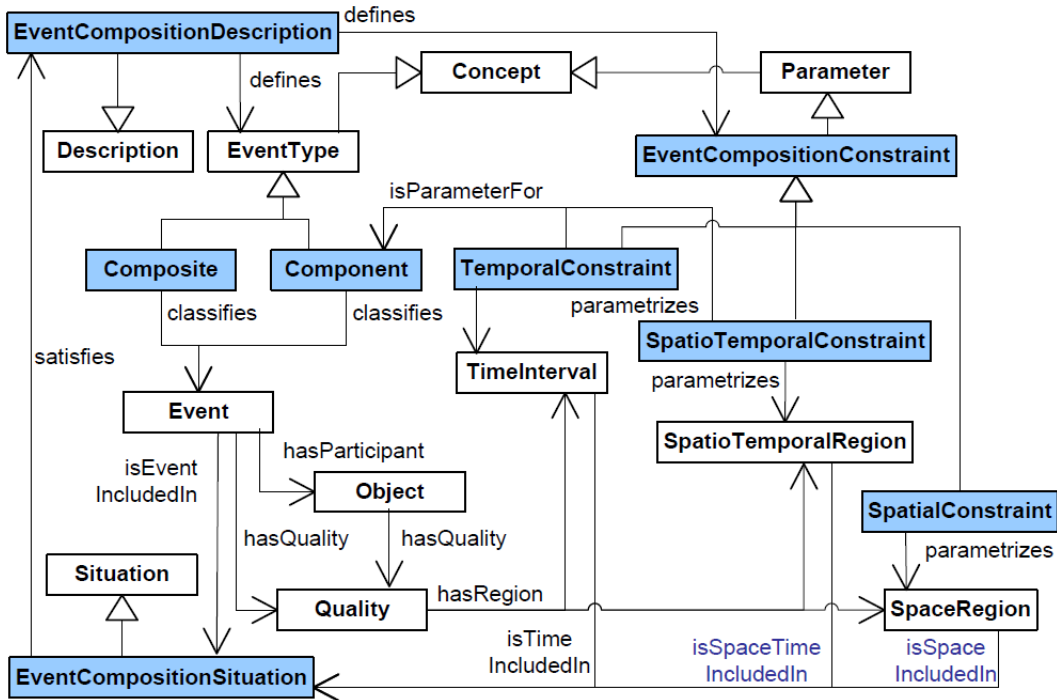 EventCompositionDescription
defines
defines
Concept
Parameter
Description
EventType
EventCompositionConstraint
isParameterFor
Composite
Component
TemporalConstraint
classifies
classifies
parametrizes
satisfies
SpatioTemporalConstraint
TimeInterval
parametrizes
Event
SpatioTemporalRegion
isEvent
IncludedIn
hasParticipant
Object
SpatialConstraint
hasQuality
hasQuality
parametrizes
Situation
Quality
hasRegion
SpaceRegion
isTime
IncludedIn
isSpaceTime
IncludedIn
isSpace
IncludedIn
EventCompositionSituation